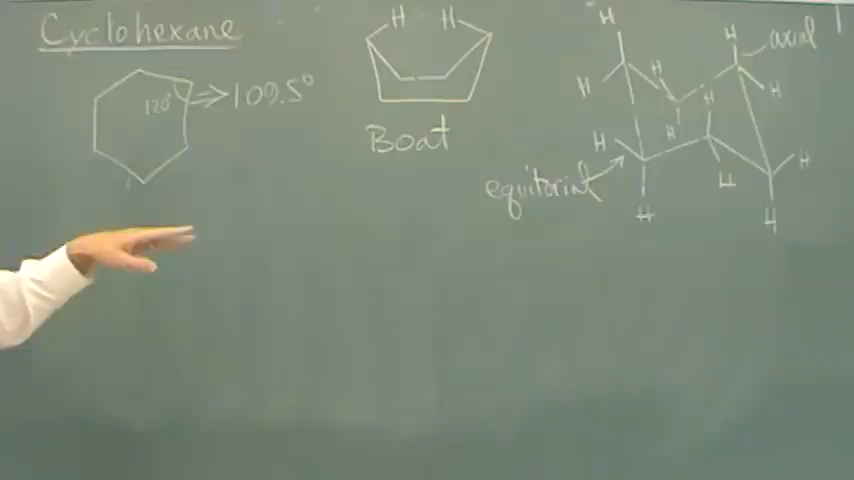 Cyclohexane
120° ⇒ 109.5°
H H
Boat
H
H axial
H H H
H
H H
H
equitorial
H
H
H